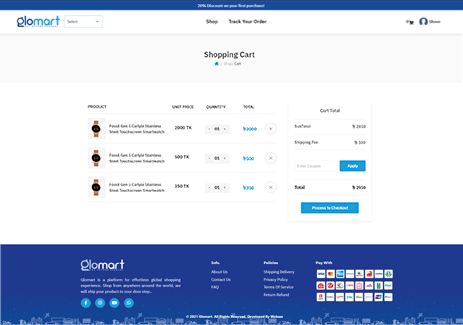 20% Discount on your first purchase!
glomart
Select
Shop
Track Your Order
Shopping Cart
Shop / Cart
PRODUCT
UNIT PRICE
QUANTITY
TOTAL
Fossil Gen 5 Carlyle Stainless
Steel Touchscreen Smartwatch
2000 TK
- 01 +
৳2000
Fossil Gen 5 Carlyle Stainless
Steel Touchscreen Smartwatch
500 TK
- 01 +
৳500
Fossil Gen 5 Carlyle Stainless
Steel Touchscreen Smartwatch
350 TK
- 01 +
৳350
Cart Total
SubTotal
Shipping Fee
Enter Coupon
Apply
Total
৳ 2950
Process to Checkout
glomart
Glomart is a platform for effortless global shopping
experience. Shop from anywhere around the world, we
will ship your product to your door step..
Info.
About Us
Contact Us
FAQ
Policies
Shipping Delivery
Privacy Policy
Terms Of Service
Return Refund
Pay With
© 2021 Glomart. All Rights Reserved. Developed By